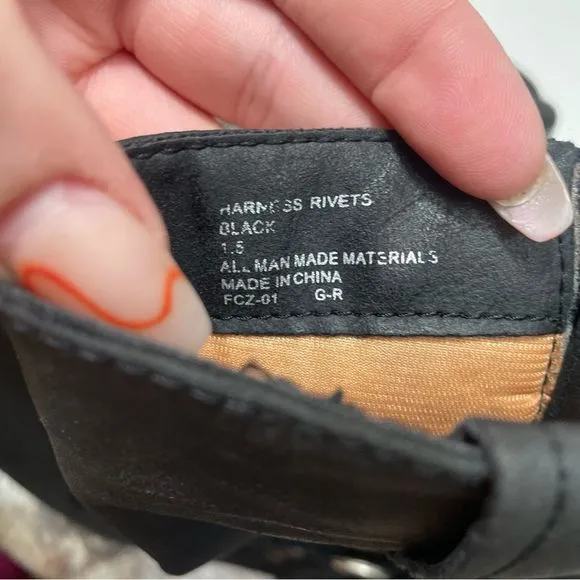 HARNESS RIVETS
BLACK
1.5
ALL MAN MADE MATERIALS
MADE IN CHINA
FCZ-01 G-R